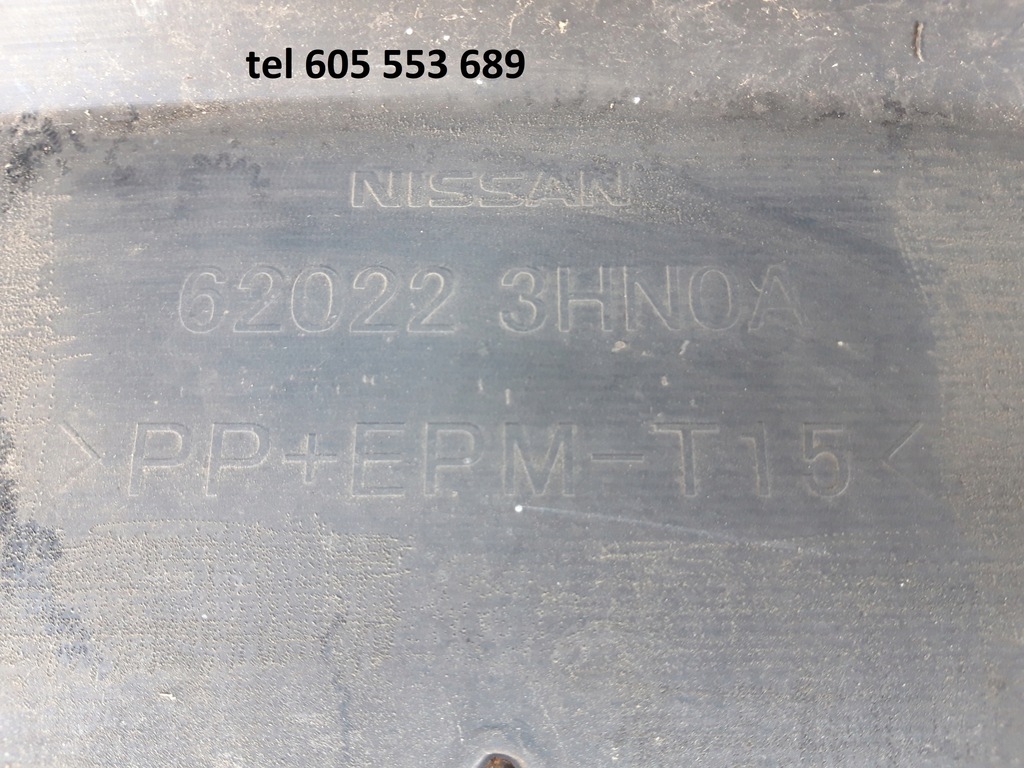 tel 605 553 689
NISSAN
62022 3HN0A
>PP+EPM-T15<